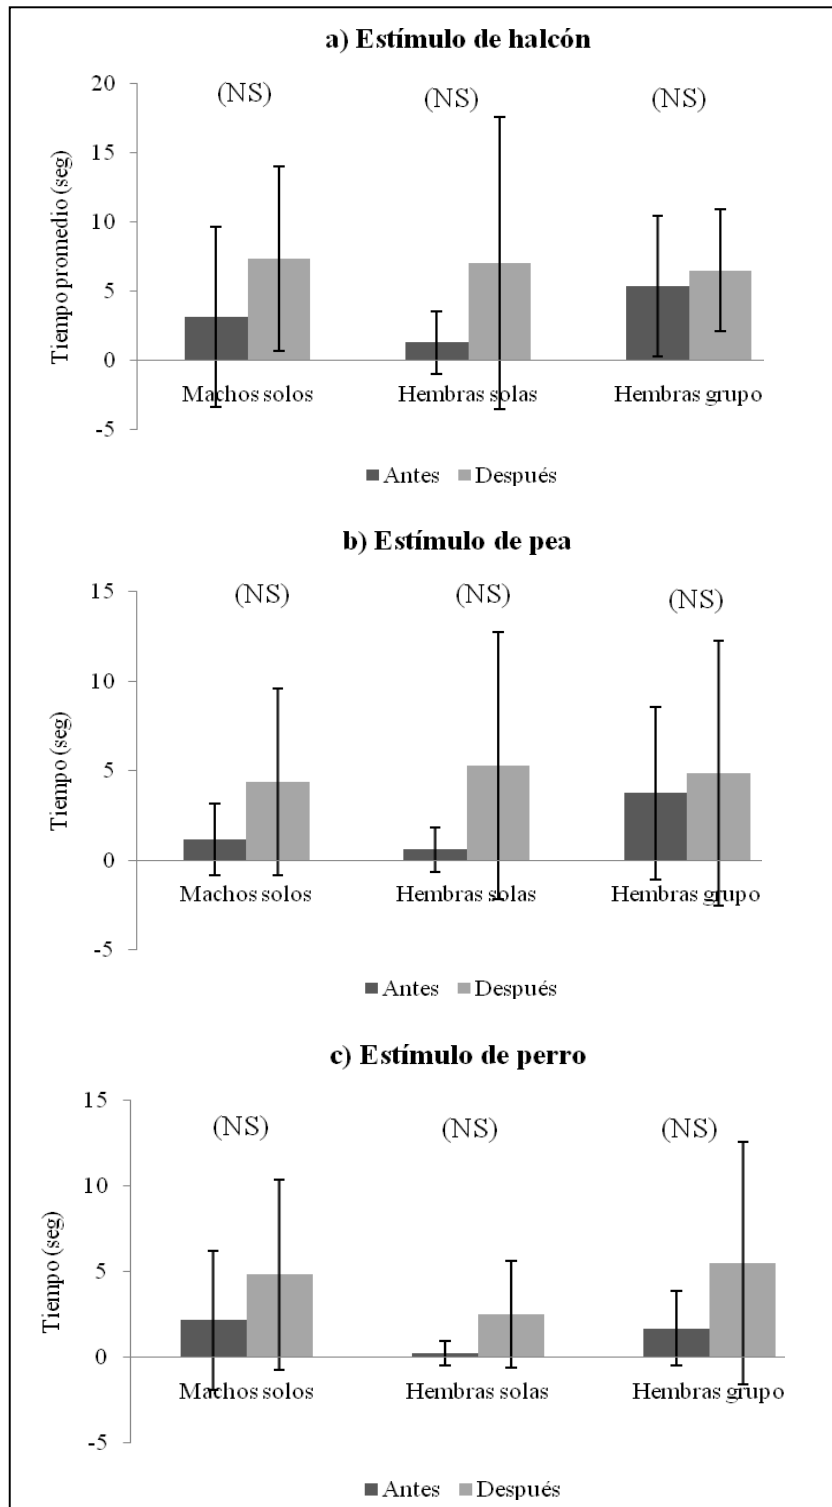 a) Estímulo de halcón
(NS) (NS) (NS)
Tiempo promedio (seg)
20
15
10
5
0
-5
Machos solos Hembras solas Hembras grupo
Antes Después
b) Estímulo de pea
(NS) (NS) (NS)
Tiempo (seg)
15
10
5
0
-5
Machos solos Hembras solas Hembras grupo
Antes Después
c) Estímulo de perro
(NS) (NS) (NS)
Tiempo (seg)
15
10
5
0
-5
Machos solos Hembras solas Hembras grupo
Antes Después